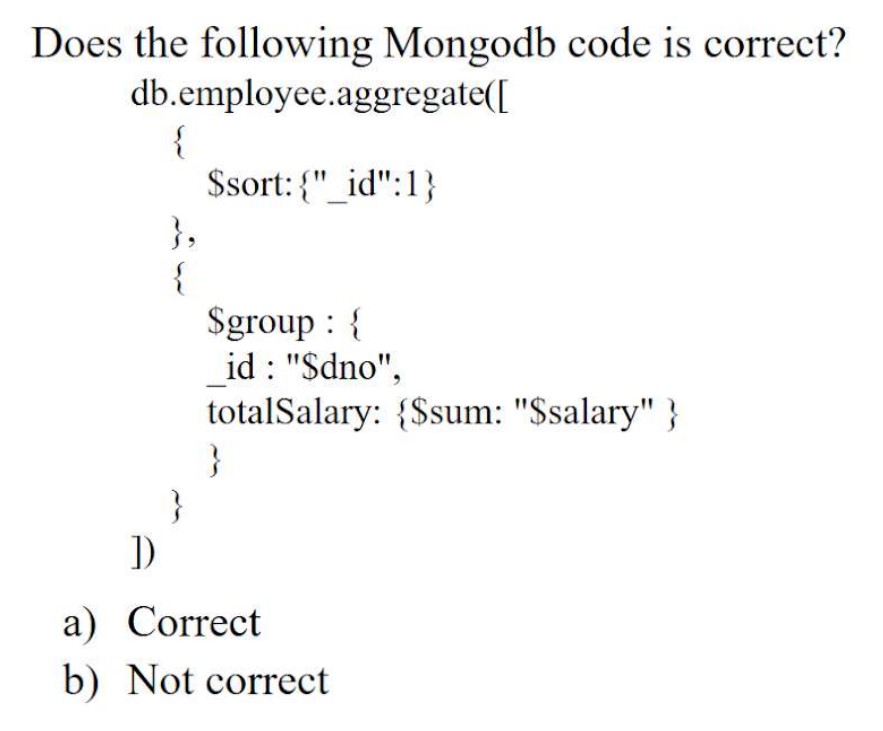 Does the following Mongodb code is correct?
db.employee.aggregate([
{
$sort:{"_id":1}
},
{
$group : {
_id : "$dno",
totalSalary: {$sum: "$salary" }
}
}
])
a) Correct
b) Not correct